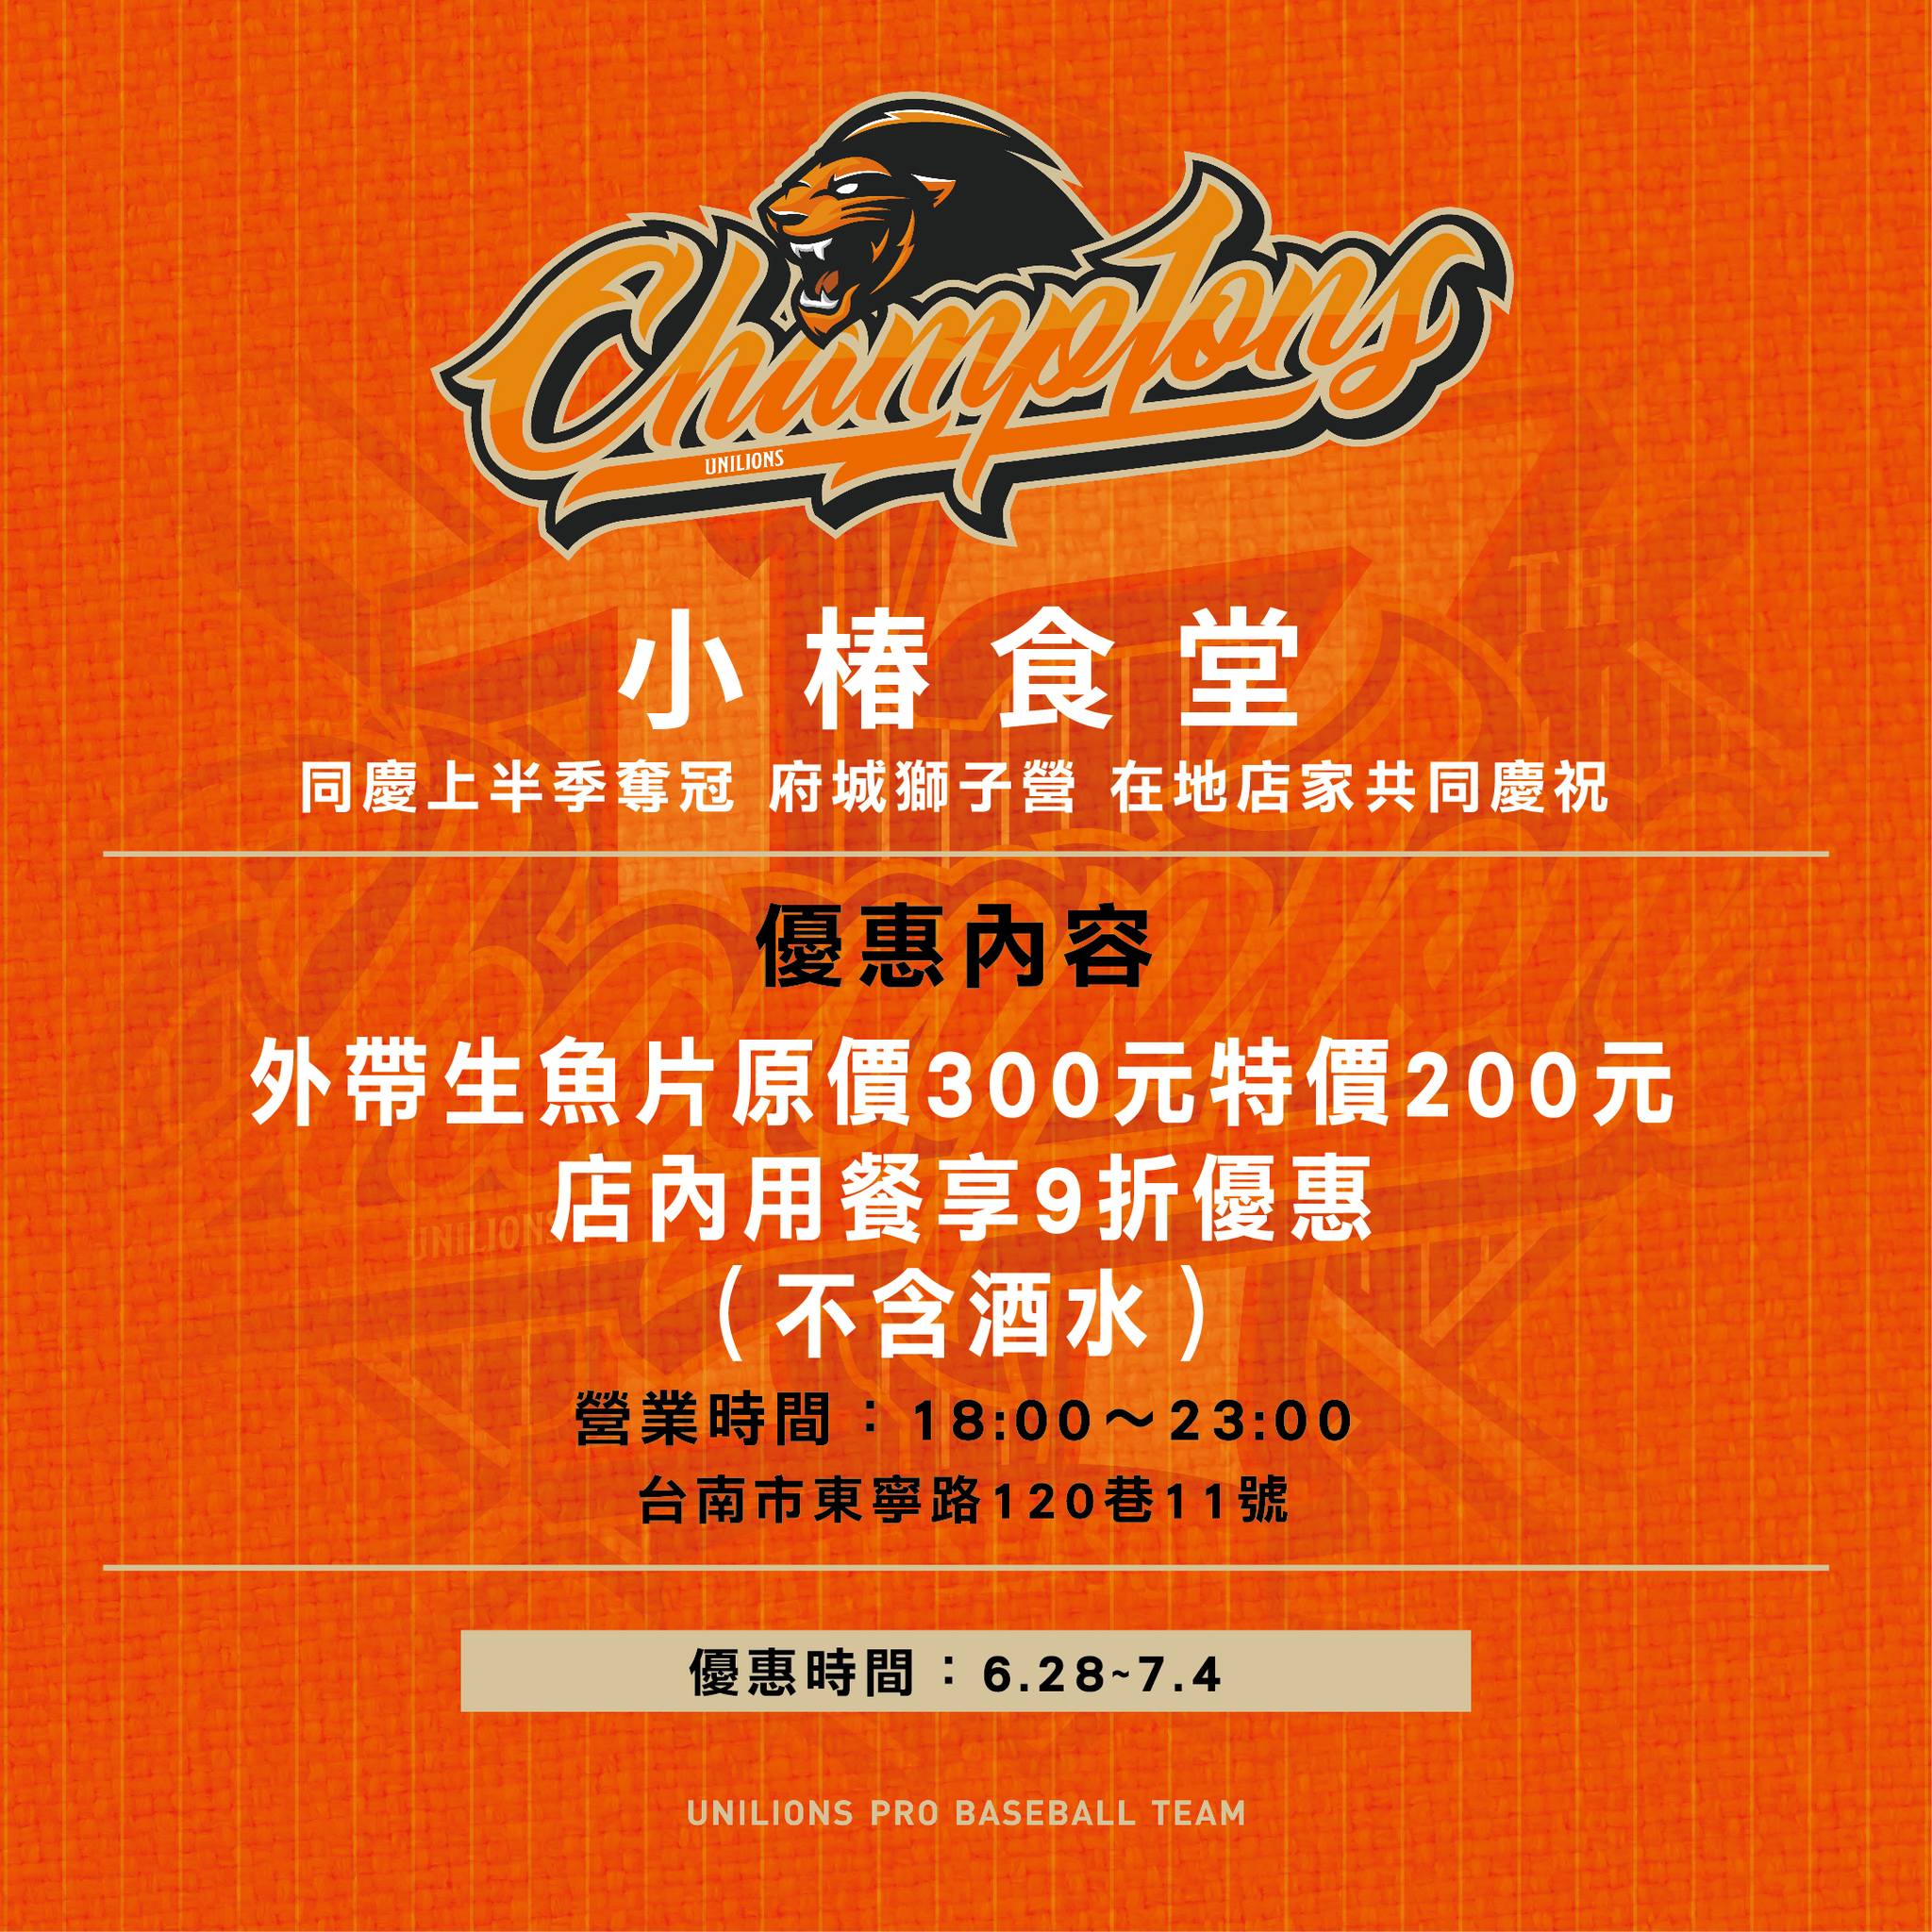 Champ1ons
UNILIONS
小椿食堂
同慶上半季奪冠 府城獅子營 在地店家共同慶祝
優惠內容
外帶生魚片原價300元特價200元
店內用餐享9折優惠
(不含酒水)
營業時間：18:00～23:00
台南市東寧路120巷11號
優惠時間：6.28~7.4
UNILIONS PRO BASEBALL TEAM